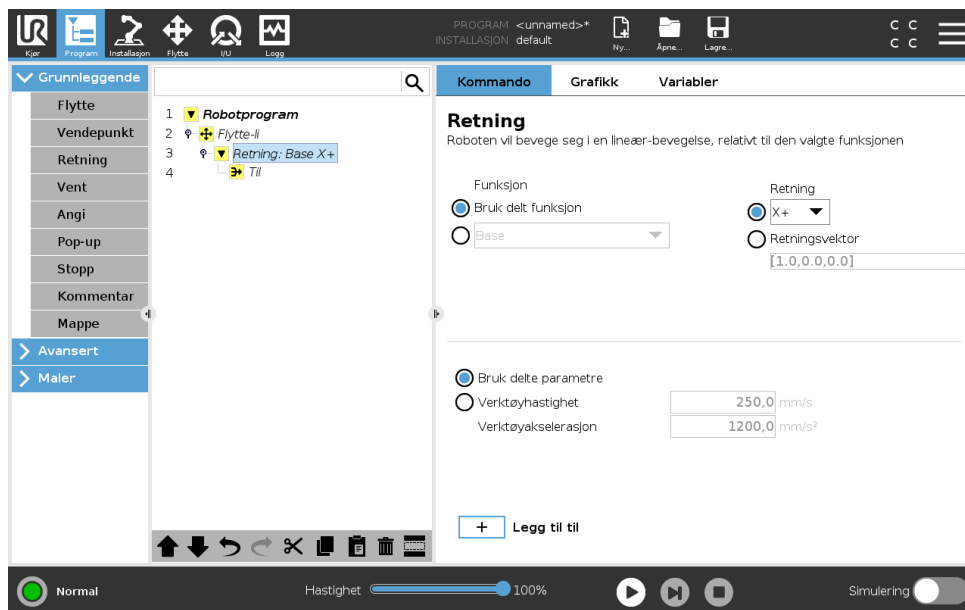 UR
PROGRAM <unnamed>*
INSTALLASJON default
C C
C C
Kjør
Program
Installasjon
Flytte
I/U
Logg
Ny...
Åpne...
Lagre...
Grunnleggende
Flytte
Vendepunkt
Retning
Vent
Angi
Pop-up
Stopp
Kommentar
Mappe
Avansert
Maler
1 Robotprogram
2 Flytte-li
3 Retning: Base X+
4 Til
Kommando
Grafikk
Variabler
Retning
Roboten vil bevege seg i en lineær-bevegelse, relativt til den valgte funksjonen
Funksjon
Bruk delt funksjon
Base
Retning
X+
Retningsvektor
[1.0,0.0,0.0]
Bruk delte parametre
Verktøyhastighet 250,0 mm/s
Verktøyakselerasjon 1200,0 mm/s²
+ Legg til til
Normal
Hastighet 100%
Simulering